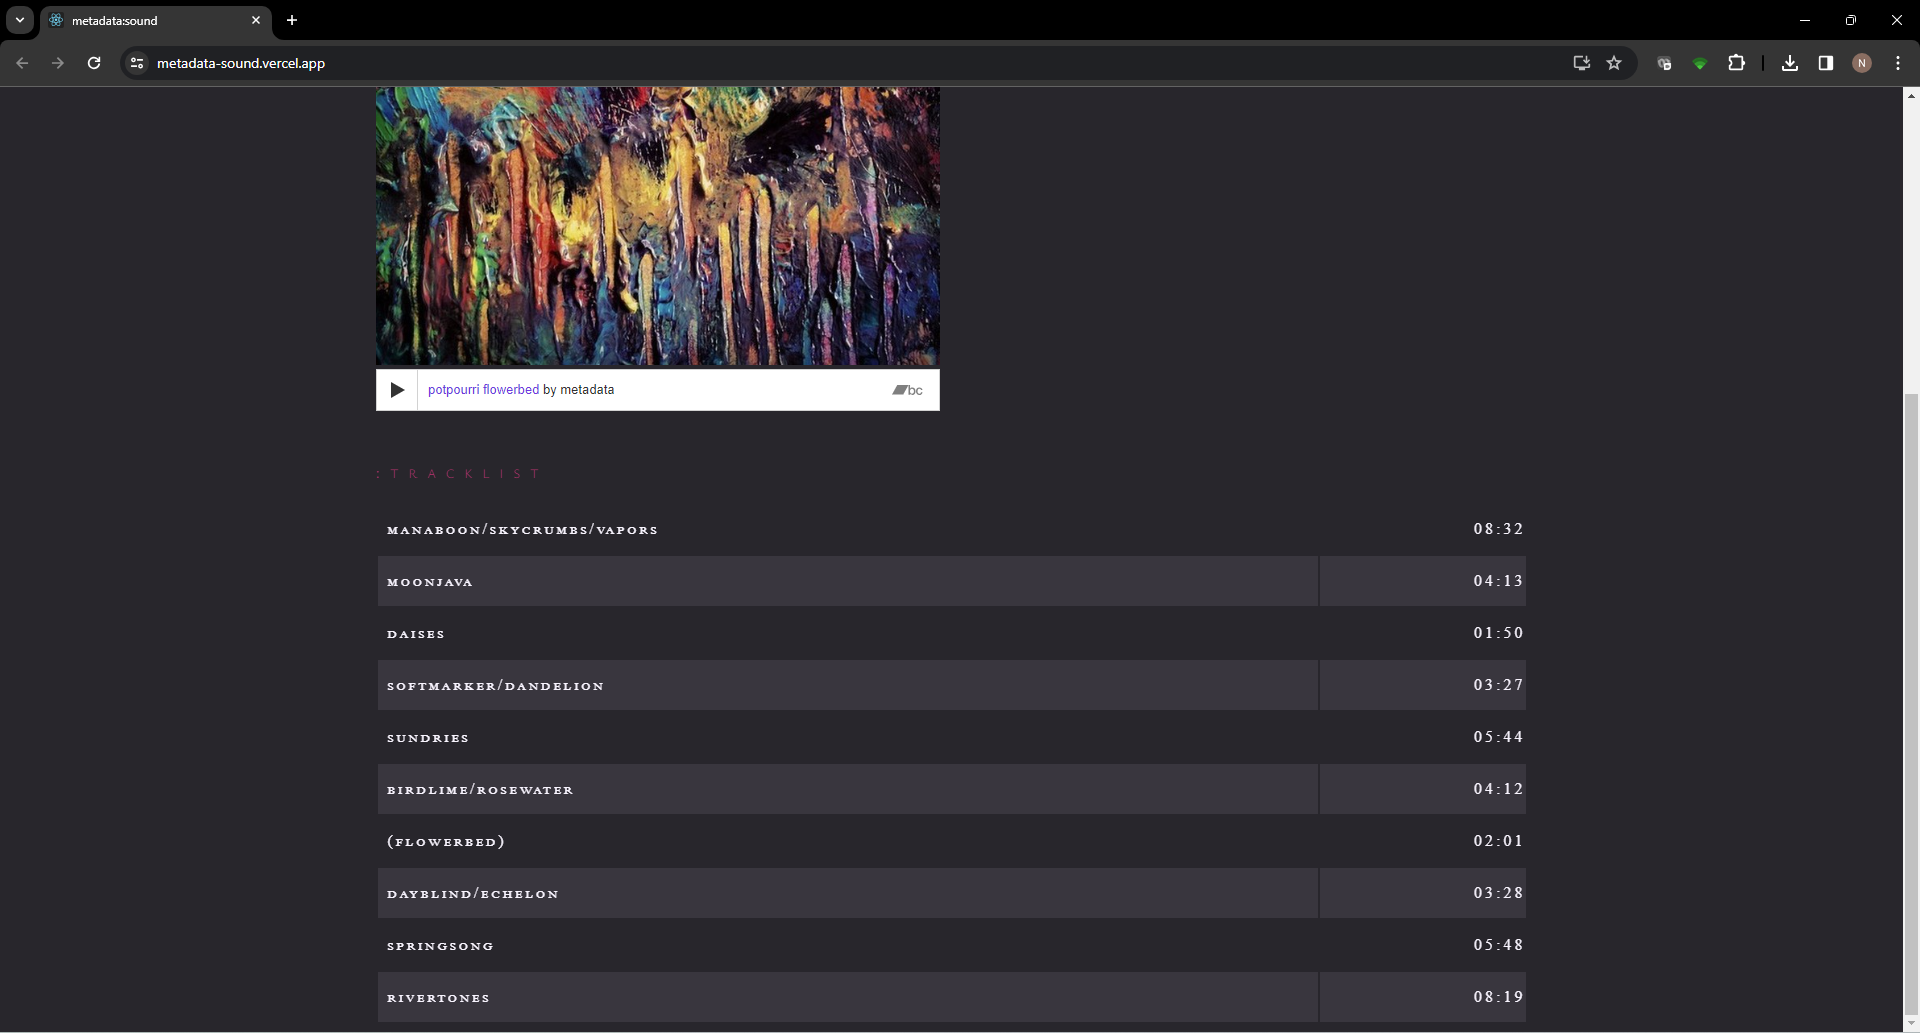 metadata:sound
metadata-sound.vercel.app
N
potpourri flowerbed by metadata
bc
:TRACKLIST
MANABOON/SKYCRUMBS/VAPORS 08:32
MOONJAVA 04:13
DAISES 01:50
SOFTMARKER/DANDELION 03:27
SUNDRIES 05:44
BIRDLIME/ROSEWATER 04:12
(FLOWERBED) 02:01
DAYBLIND/ECHELON 03:28
SPRINGSONG 05:48
RIVERTONES 08:19